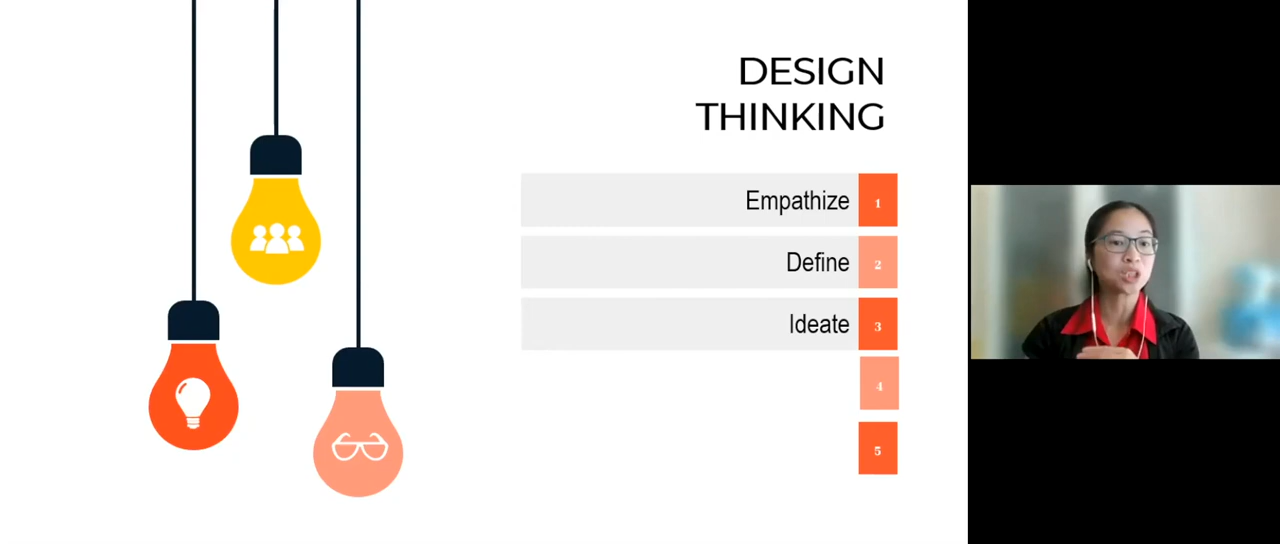 DESIGN
THINKING
Empathize 1
Define 2
Ideate 3
4
5